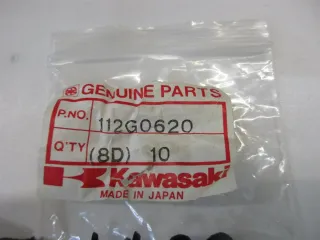 GENUINE PARTS
P.NO. 112G0620
Q'TY (8D) 10
Kawasaki
MADE IN JAPAN